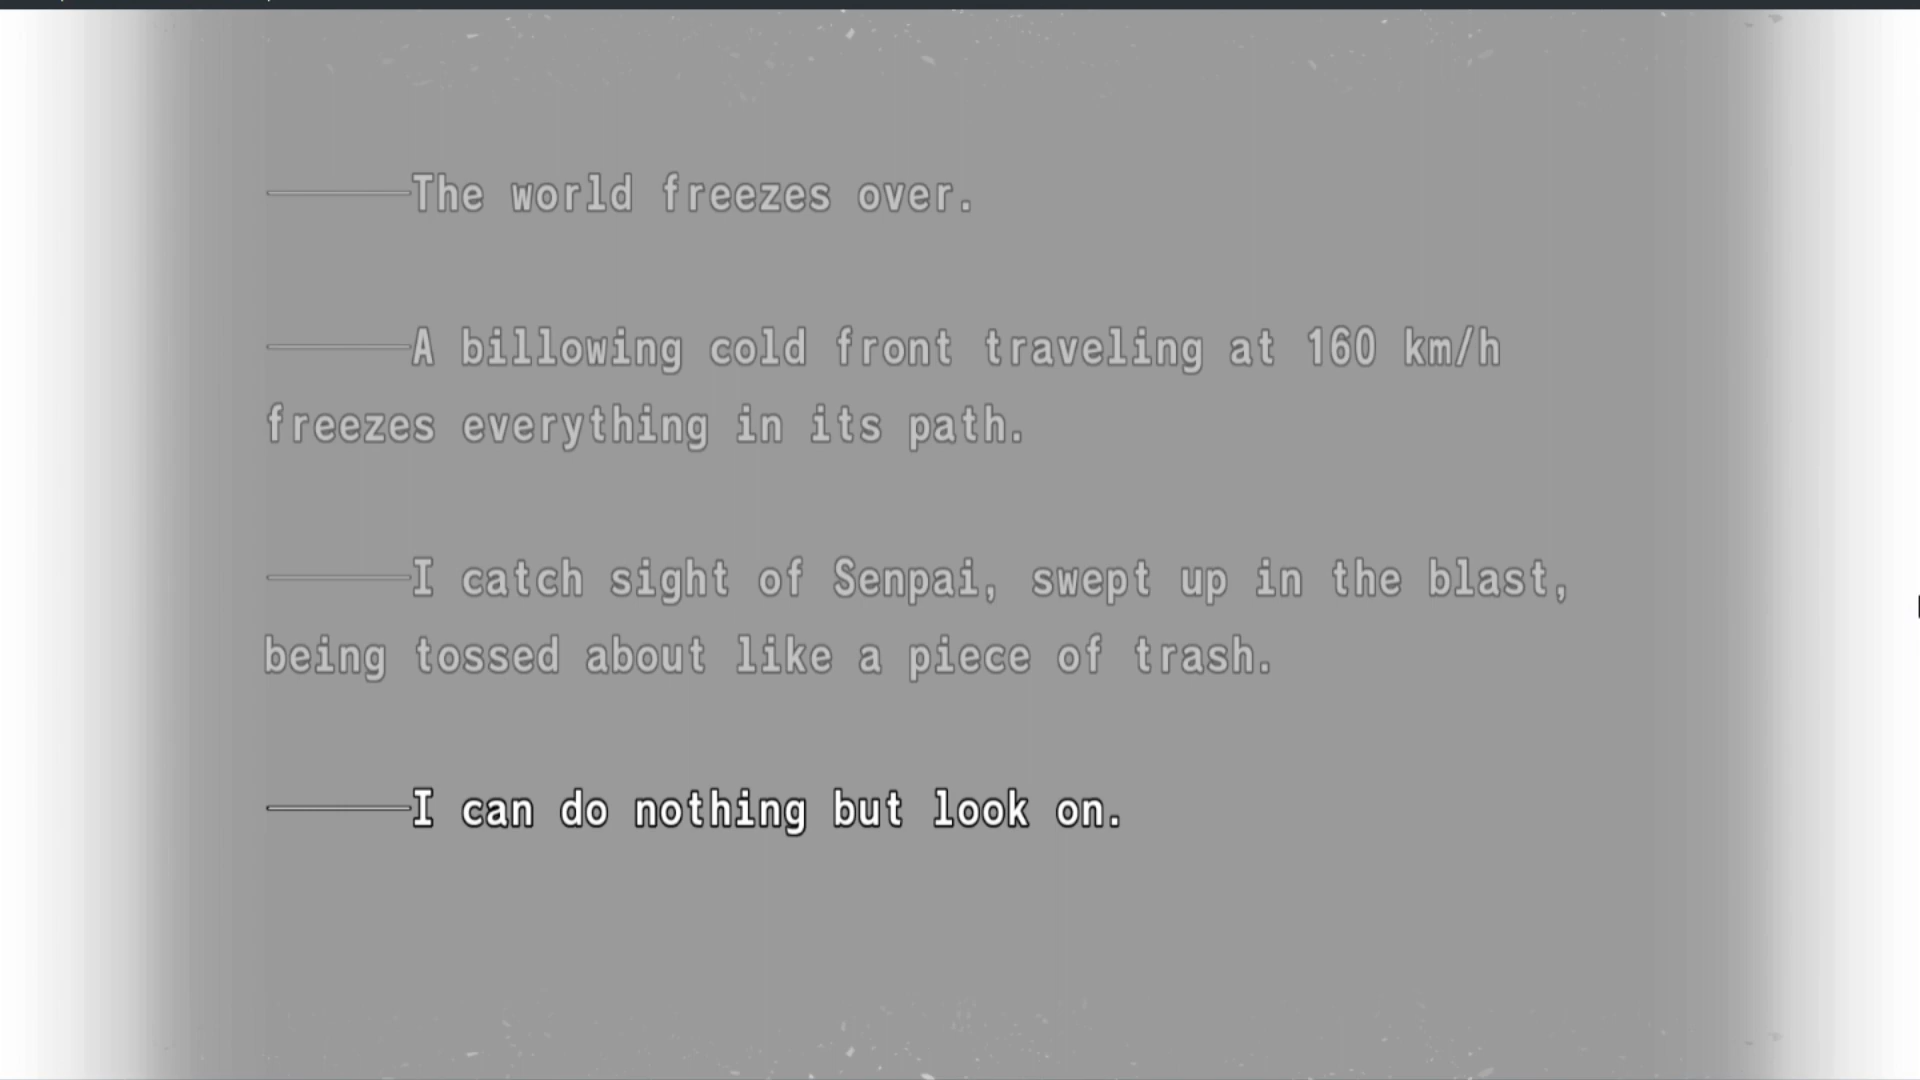 ———The world freezes over.
———A billowing cold front traveling at 160 km/h
freezes everything in its path.
———I catch sight of Senpai, swept up in the blast,
being tossed about like a piece of trash.
———I can do nothing but look on.